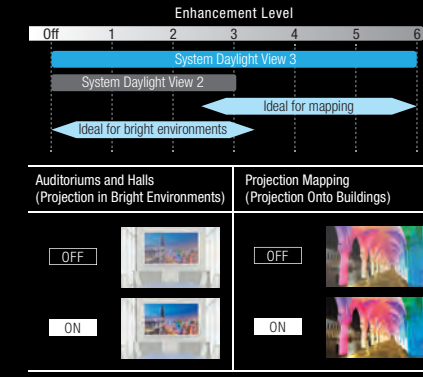 Enhancement Level
Off 1 2 3 4 5 6
System Daylight View 3
System Daylight View 2
Ideal for mapping
Ideal for bright environments
Auditoriums and Halls
(Projection in Bright Environments)
Projection Mapping
(Projection Onto Buildings)
OFF
OFF
ON
ON